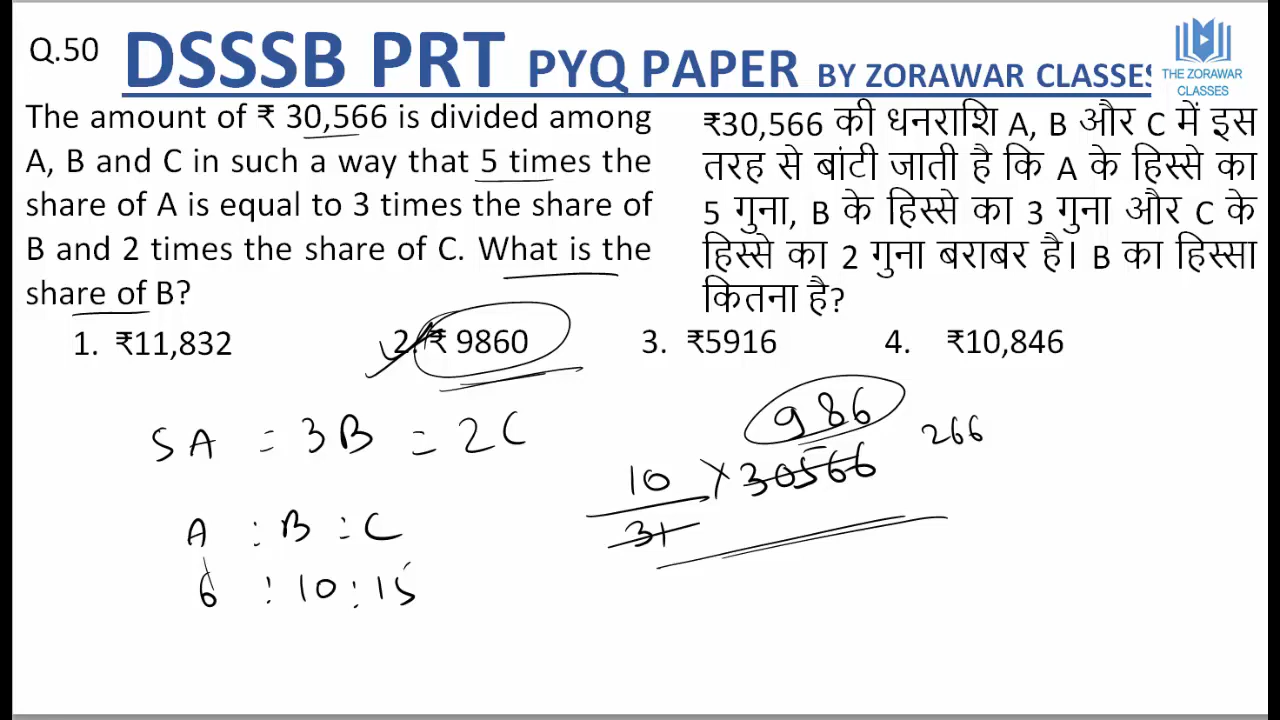 Q.50
DSSSB PRT PYQ PAPER BY ZORAWAR CLASSES
THE ZORAWAR
CLASSES
The amount of ₹ 30,566 is divided among
A, B and C in such a way that 5 times the
share of A is equal to 3 times the share of
B and 2 times the share of C. What is the
share of B?
₹30,566 की धनराशि A, B और C में इस
तरह से बांटी जाती है कि A के हिस्से का
5 गुना, B के हिस्से का 3 गुना और C के
हिस्से का 2 गुना बराबर है। B का हिस्सा
कितना है?
1. ₹11,832 2. ₹ 9860 3. ₹5916 4. ₹10,846
5A = 3B = 2C
A : B : C
6 : 10 : 15
986
266
10 × 30566
31